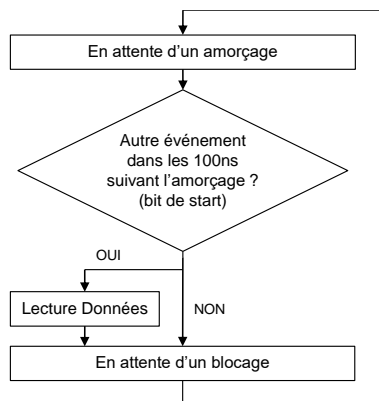 En attente d'un amorçage
Autre événement
dans les 100ns
suivant l'amorçage ?
(bit de start)
OUI
Lecture Données
NON
En attente d'un blocage